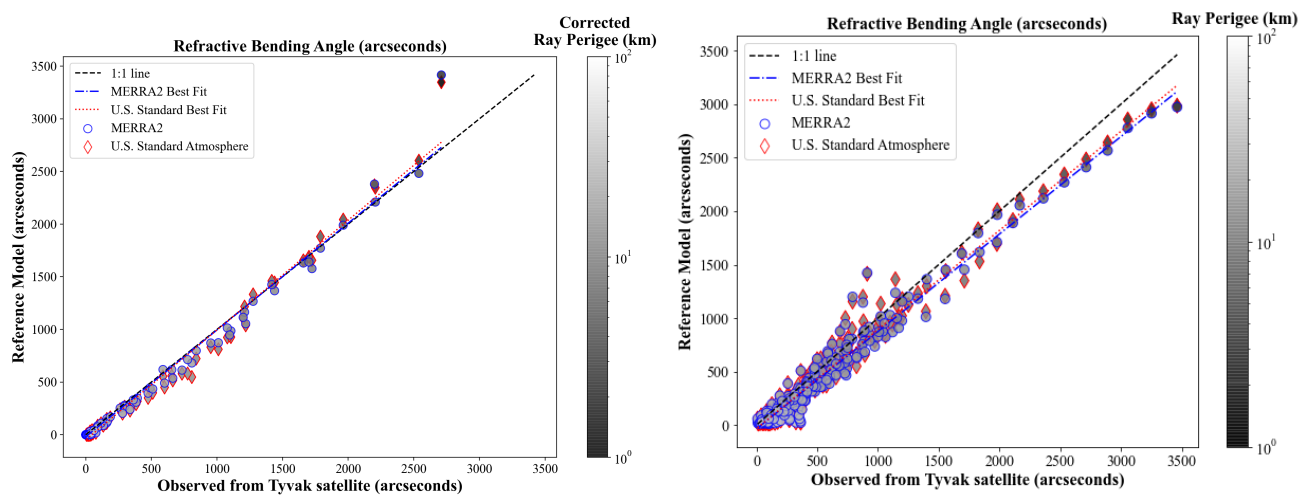 Corrected
Ray Perigee (km)
Refractive Bending Angle (arcseconds)
1:1 line
MERRA2 Best Fit
U.S. Standard Best Fit
MERRA2
U.S. Standard Atmosphere
3500
3000
2500
2000
1500
1000
500
0
Reference Model (arcseconds)
0 500 1000 1500 2000 2500 3000 3500
Observed from Tyvak satellite (arcseconds)
10²
10¹
10⁰
Ray Perigee (km)
Refractive Bending Angle (arcseconds)
1:1 line
MERRA2 Best Fit
U.S. Standard Best Fit
MERRA2
U.S. Standard Atmosphere
3500
3000
2500
2000
1500
1000
500
0
Reference Model (arcseconds)
0 500 1000 1500 2000 2500 3000 3500
Observed from Tyvak satellite (arcseconds)
10²
10¹
10⁰